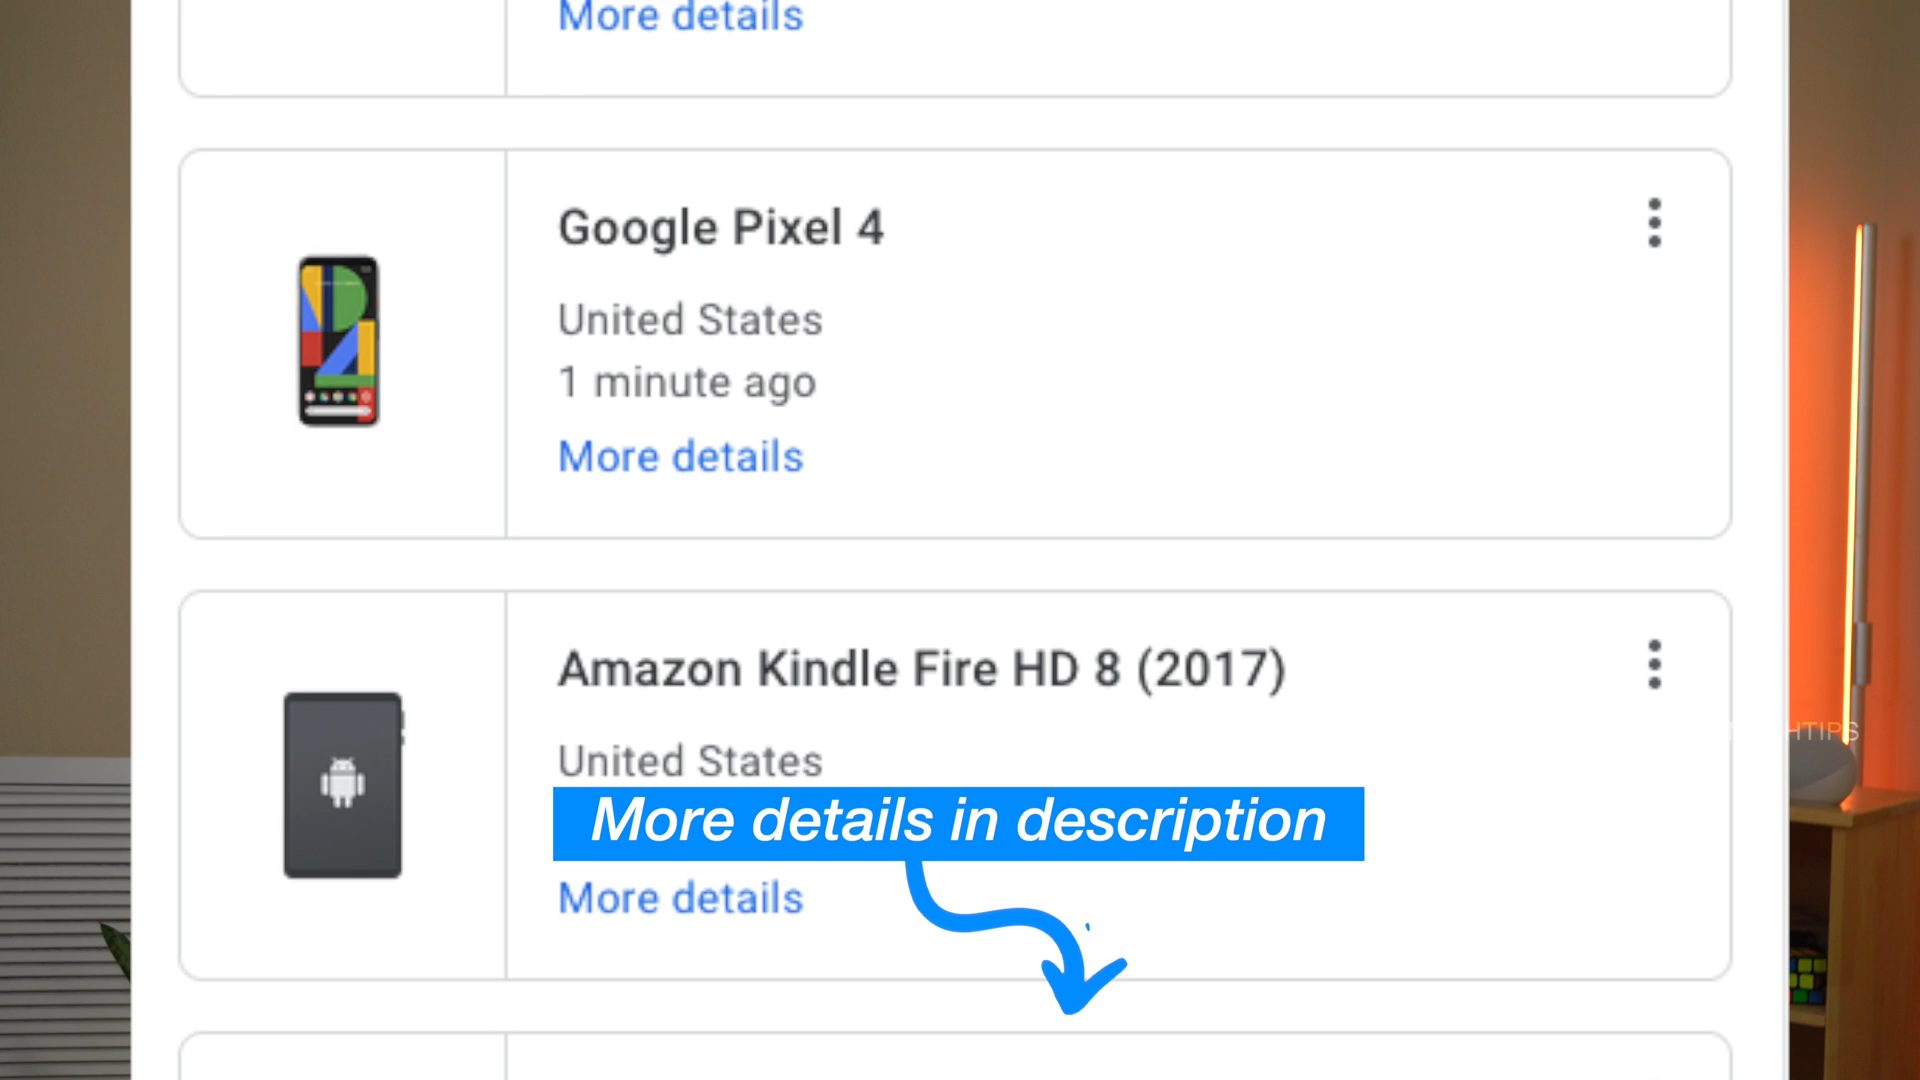 More details
Google Pixel 4
United States
1 minute ago
More details
Amazon Kindle Fire HD 8 (2017)
United States
More details in description
More details
HTIPS